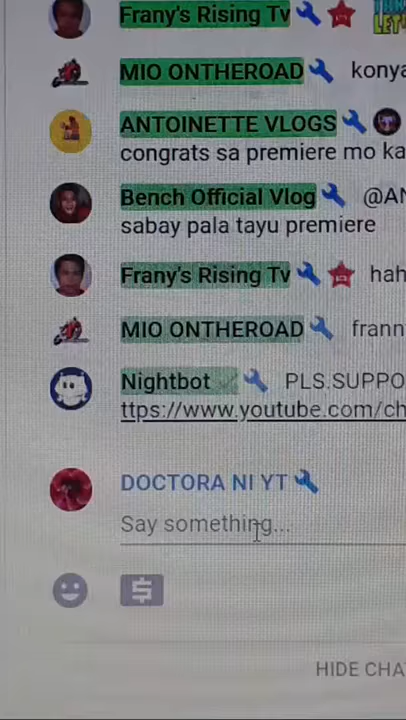 Frany's Rising Tv
MIO ONTHEROAD konya
ANTOINETTE VLOGS
congrats sa premiere mo ka
Bench Official Vlog @AN
sabay pala tayu premiere
Frany's Rising Tv hah
MIO ONTHEROAD frann
Nightbot PLS.SUPPO
ttps://www.youtube.com/ch
DOCTORA NI YT
Say something...
HIDE CHA